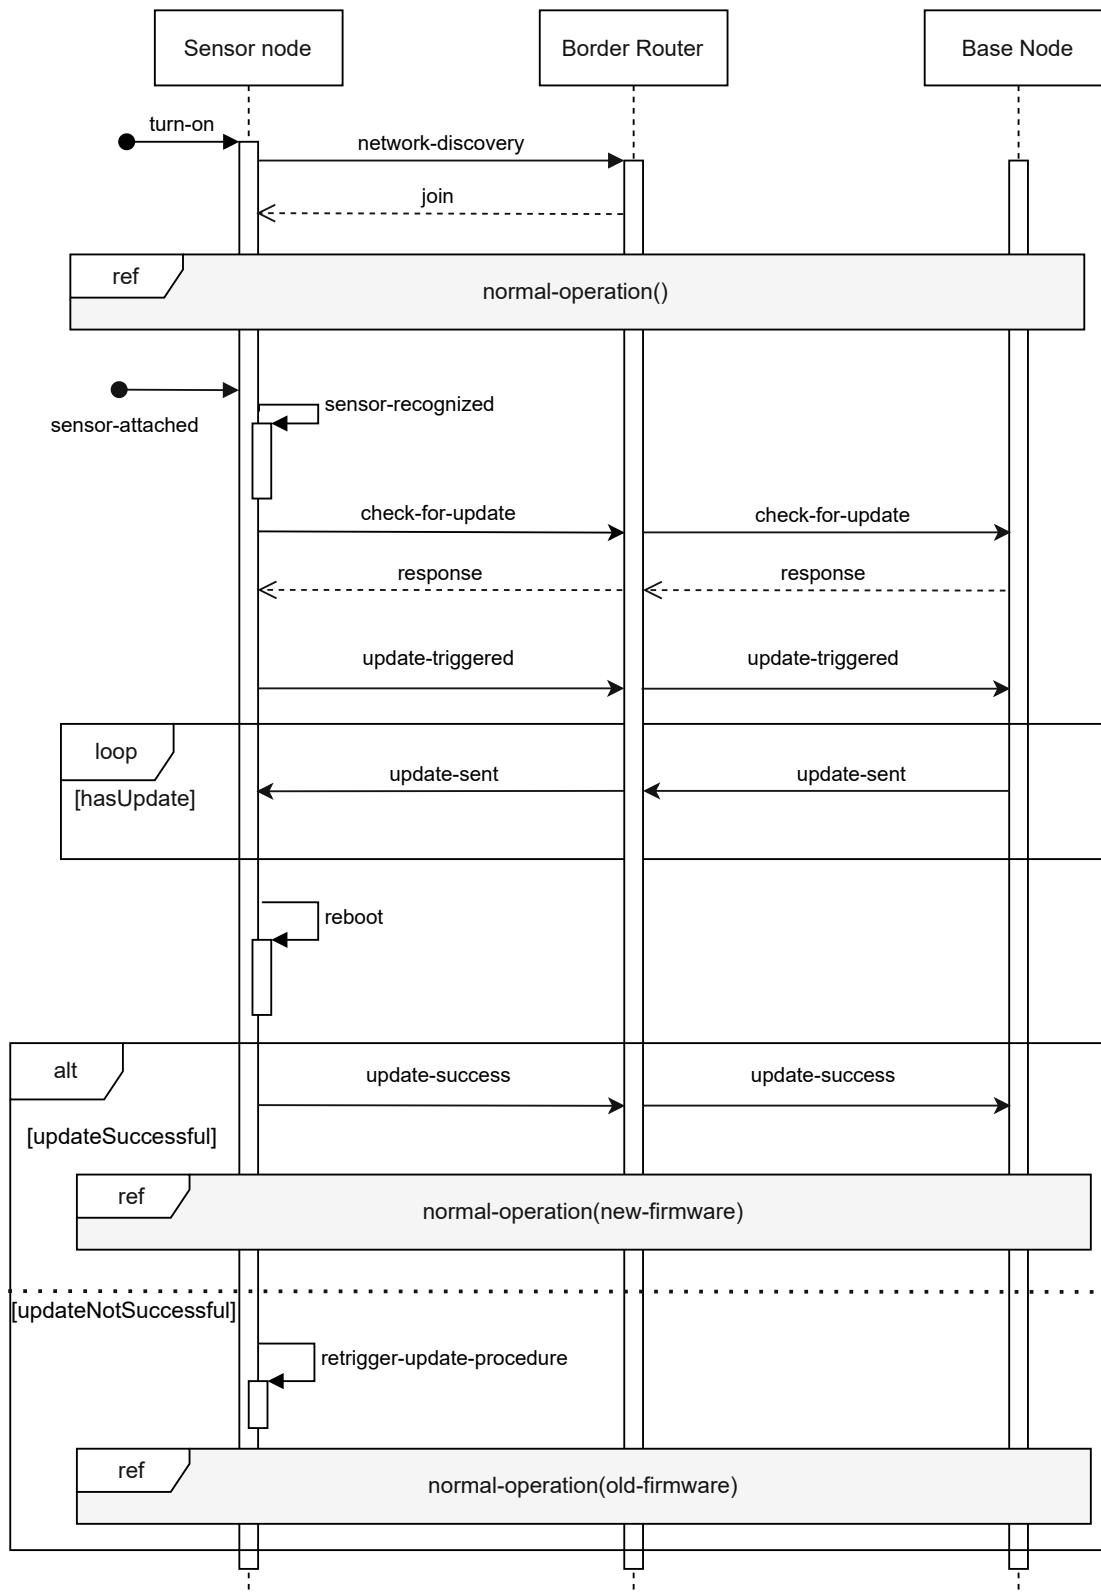 Sensor node
Border Router
Base Node
turn-on
network-discovery
join
ref
normal-operation()
sensor-attached
sensor-recognized
check-for-update
check-for-update
response
response
update-triggered
update-triggered
loop
[hasUpdate]
update-sent
update-sent
reboot
alt
[updateSuccessful]
update-success
update-success
ref
normal-operation(new-firmware)
[updateNotSuccessful]
retrigger-update-procedure
ref
normal-operation(old-firmware)